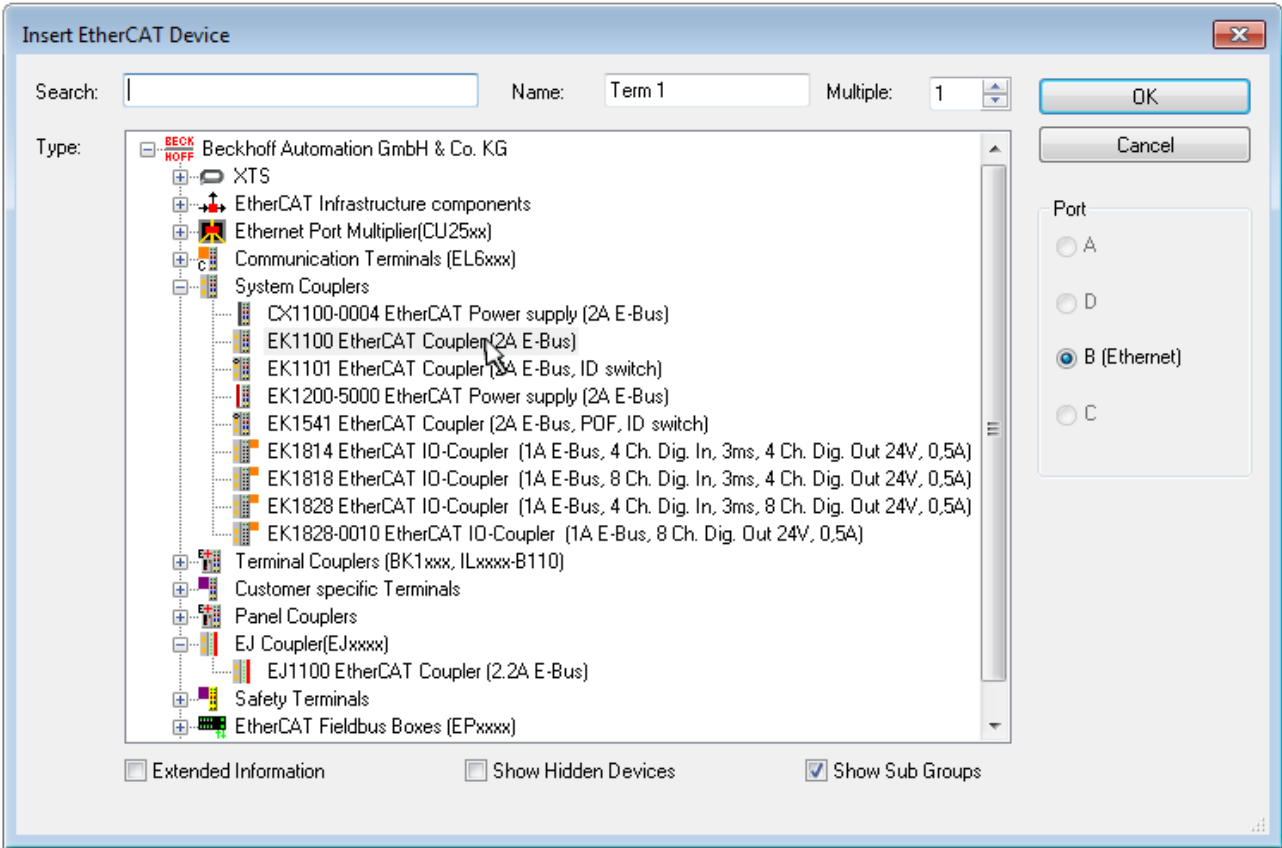 Insert EtherCAT Device
Search: Name: Term 1 Multiple: 1 OK
Type: BECKHOFF Beckhoff Automation GmbH & Co. KG Cancel
XTS
EtherCAT Infrastructure components Port
Ethernet Port Multiplier(CU25xx) A
C Communication Terminals (EL6xxx)
System Couplers
CX1100-0004 EtherCAT Power supply (2A E-Bus) D
EK1100 EtherCAT Coupler (2A E-Bus)
EK1101 EtherCAT Coupler (2A E-Bus, ID switch) B (Ethernet)
EK1200-5000 EtherCAT Power supply (2A E-Bus)
EK1541 EtherCAT Coupler (2A E-Bus, POF, ID switch) C
EK1814 EtherCAT IO-Coupler (1A E-Bus, 4 Ch. Dig. In, 3ms, 4 Ch. Dig. Out 24V, 0,5A)
EK1818 EtherCAT IO-Coupler (1A E-Bus, 8 Ch. Dig. In, 3ms, 4 Ch. Dig. Out 24V, 0,5A)
EK1828 EtherCAT IO-Coupler (1A E-Bus, 4 Ch. Dig. In, 3ms, 8 Ch. Dig. Out 24V, 0,5A)
EK1828-0010 EtherCAT IO-Coupler (1A E-Bus, 8 Ch. Dig. Out 24V, 0,5A)
Terminal Couplers (BK1xxx, ILxxxx-B110)
Customer specific Terminals
Panel Couplers
EJ Coupler(EJxxxx)
EJ1100 EtherCAT Coupler (2.2A E-Bus)
Safety Terminals
EtherCAT Fieldbus Boxes (EPxxxx)
Extended Information Show Hidden Devices Show Sub Groups